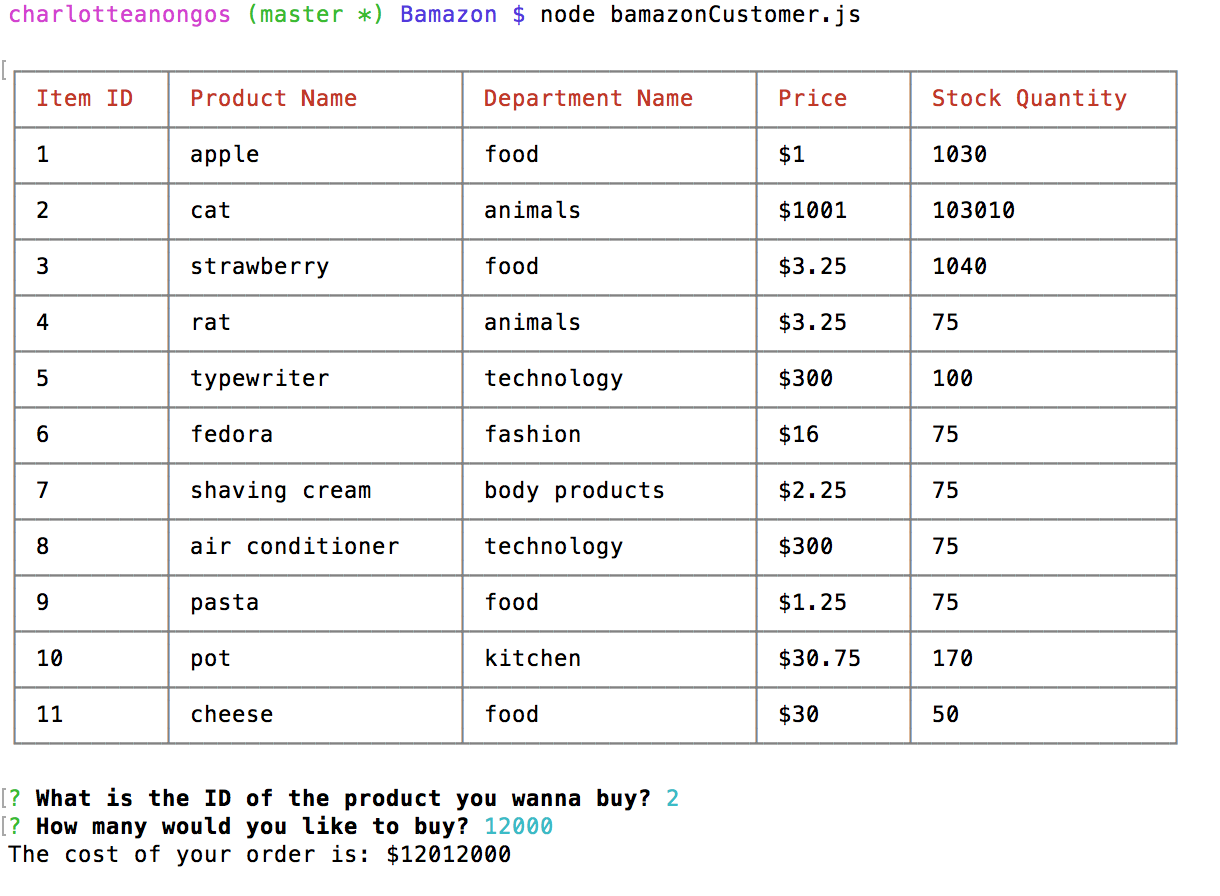 charlotteanongos (master *) Bamazon $ node bamazonCustomer.js
[
Item ID Product Name Department Name Price Stock Quantity
1 apple food $1 1030
2 cat animals $1001 103010
3 strawberry food $3.25 1040
4 rat animals $3.25 75
5 typewriter technology $300 100
6 fedora fashion $16 75
7 shaving cream body products $2.25 75
8 air conditioner technology $300 75
9 pasta food $1.25 75
10 pot kitchen $30.75 170
11 cheese food $30 50
[? What is the ID of the product you wanna buy? 2
[? How many would you like to buy? 12000
The cost of your order is: $12012000